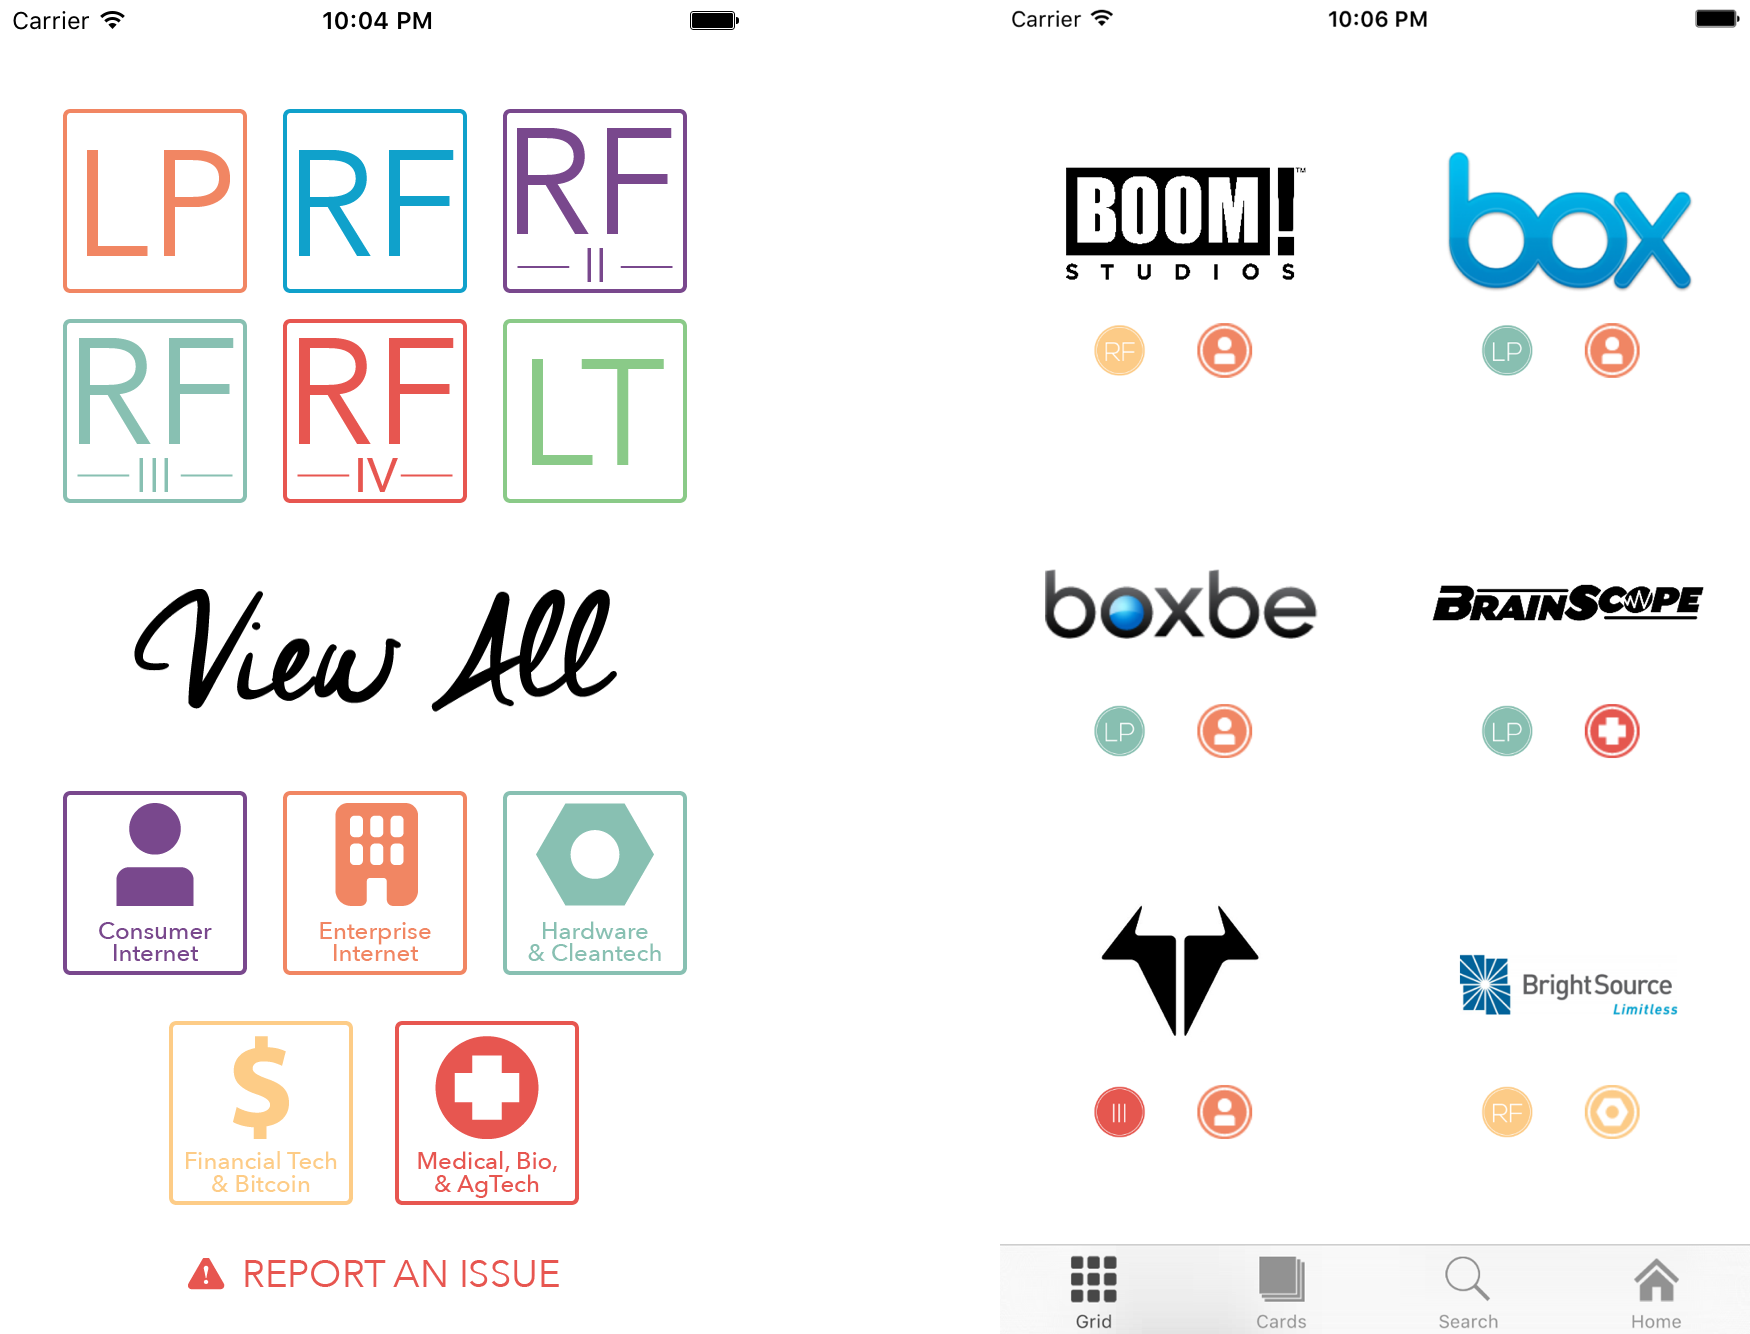 Carrier 10:04 PM
LP RF RF
II
RF RF LT
III IV
View All
Consumer
Internet
Enterprise
Internet
Hardware
& Cleantech
$
Financial Tech
& Bitcoin
Medical, Bio,
& AgTech
! REPORT AN ISSUE
Carrier 10:06 PM
BOOM! ™
STUDIOS
box
RF
LP
boxbe
BRAINSCOPE
LP
LP
BrightSource
Limitless
III
RF
Grid Cards Search Home